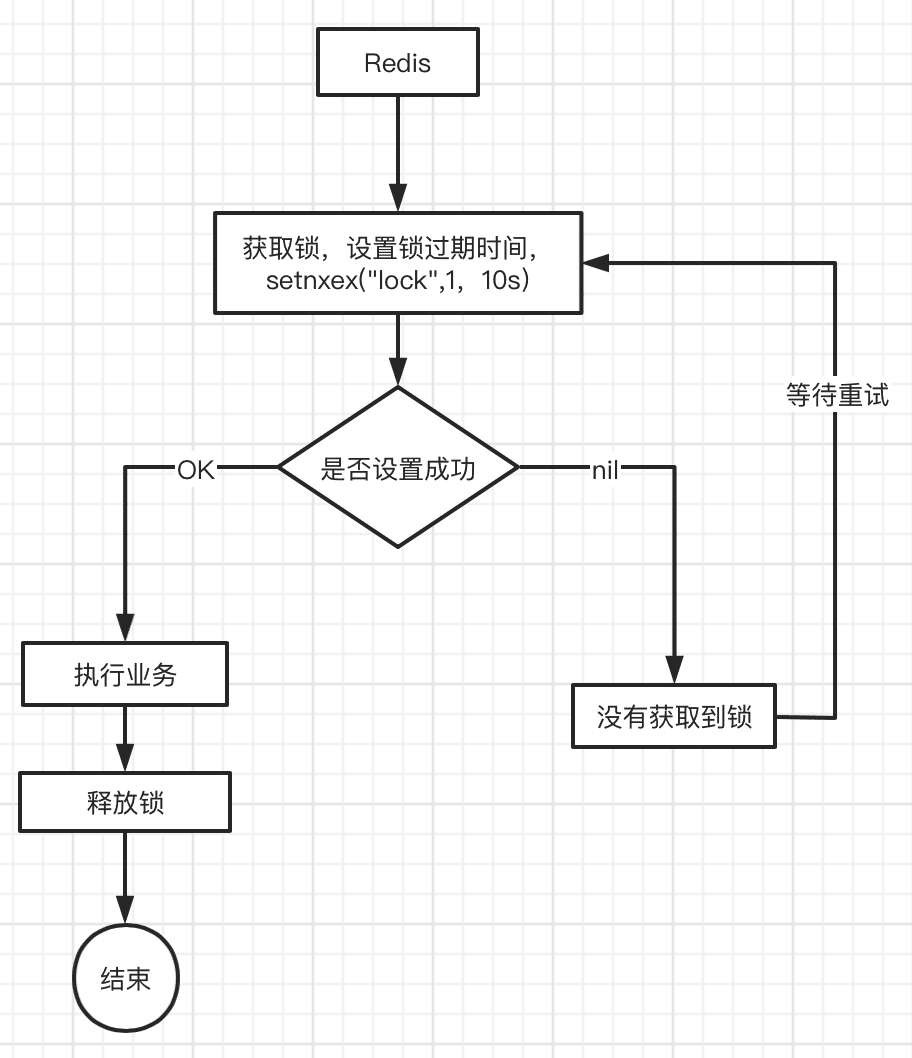 Redis
获取锁，设置锁过期时间，
setnxex("lock",1，10s)
等待重试
OK
是否设置成功
nil
执行业务
没有获取到锁
释放锁
结束